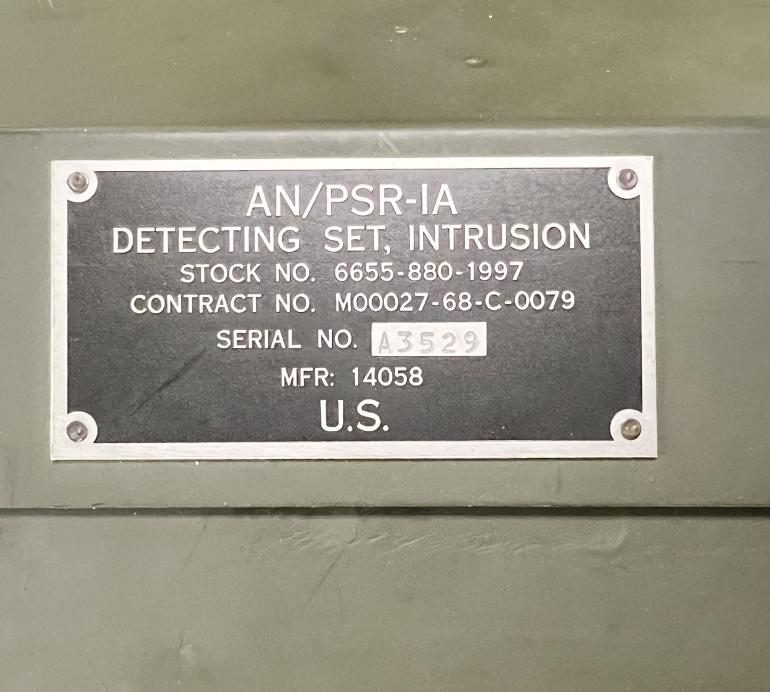 AN/PSR-1A
DETECTING SET, INTRUSION
STOCK NO. 6655-880-1997
CONTRACT NO. M00027-68-C-0079
SERIAL NO. A3529
MFR: 14058
U.S.